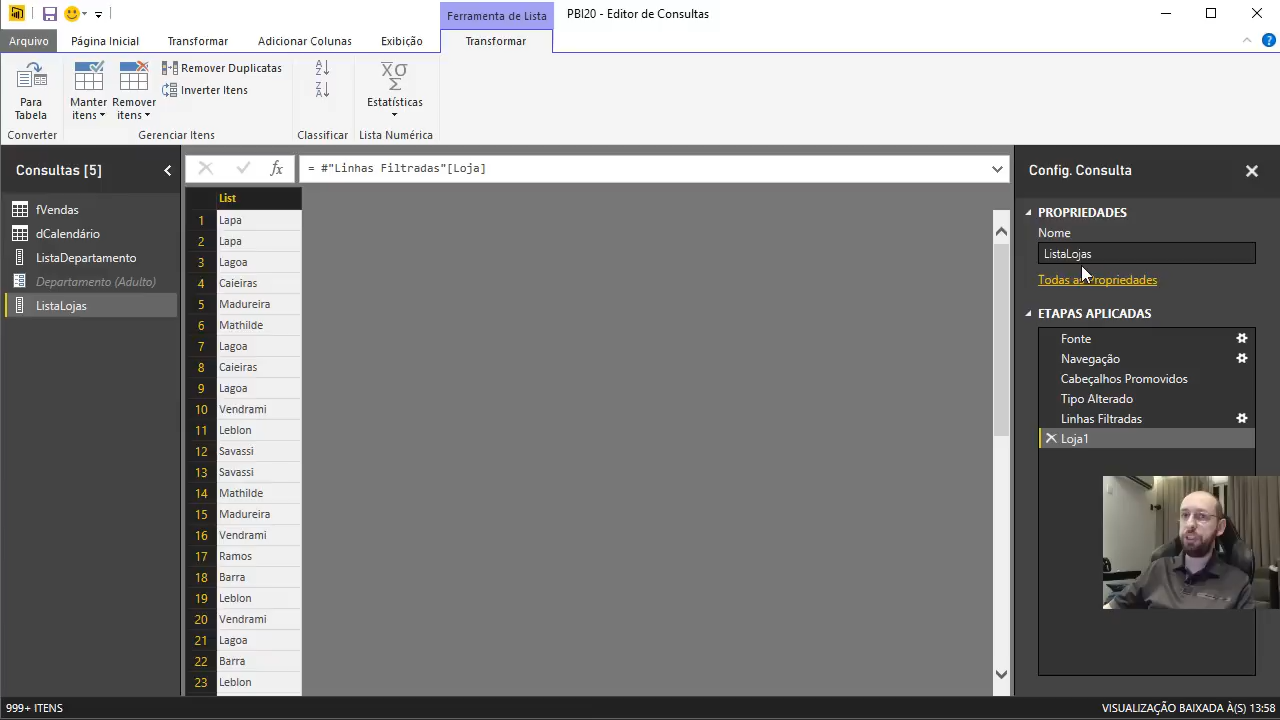 PBI20 - Editor de Consultas
Ferramenta de Lista
Arquivo
Página Inicial
Transformar
Adicionar Colunas
Exibição
Transformar
Para
Tabela
Converter
Manter
itens
Remover
itens
Remover Duplicatas
Inverter Itens
Gerenciar Itens
Classificar
Estatísticas
Lista Numérica
Consultas [5]
fVendas
dCalendário
ListaDepartamento
Departamento (Adulto)
ListaLojas
= #"Linhas Filtradas"[Loja]
List
1 Lapa
2 Lapa
3 Lagoa
4 Caieiras
5 Madureira
6 Mathilde
7 Lagoa
8 Caieiras
9 Lagoa
10 Vendrami
11 Leblon
12 Savassi
13 Savassi
14 Mathilde
15 Madureira
16 Vendrami
17 Ramos
18 Barra
19 Leblon
20 Vendrami
21 Lagoa
22 Barra
23 Leblon
Config. Consulta
PROPRIEDADES
Nome
ListaLojas
Todas as Propriedades
ETAPAS APLICADAS
Fonte
Navegação
Cabeçalhos Promovidos
Tipo Alterado
Linhas Filtradas
Loja1
999+ ITENS
VISUALIZAÇÃO BAIXADA À(S) 13:58